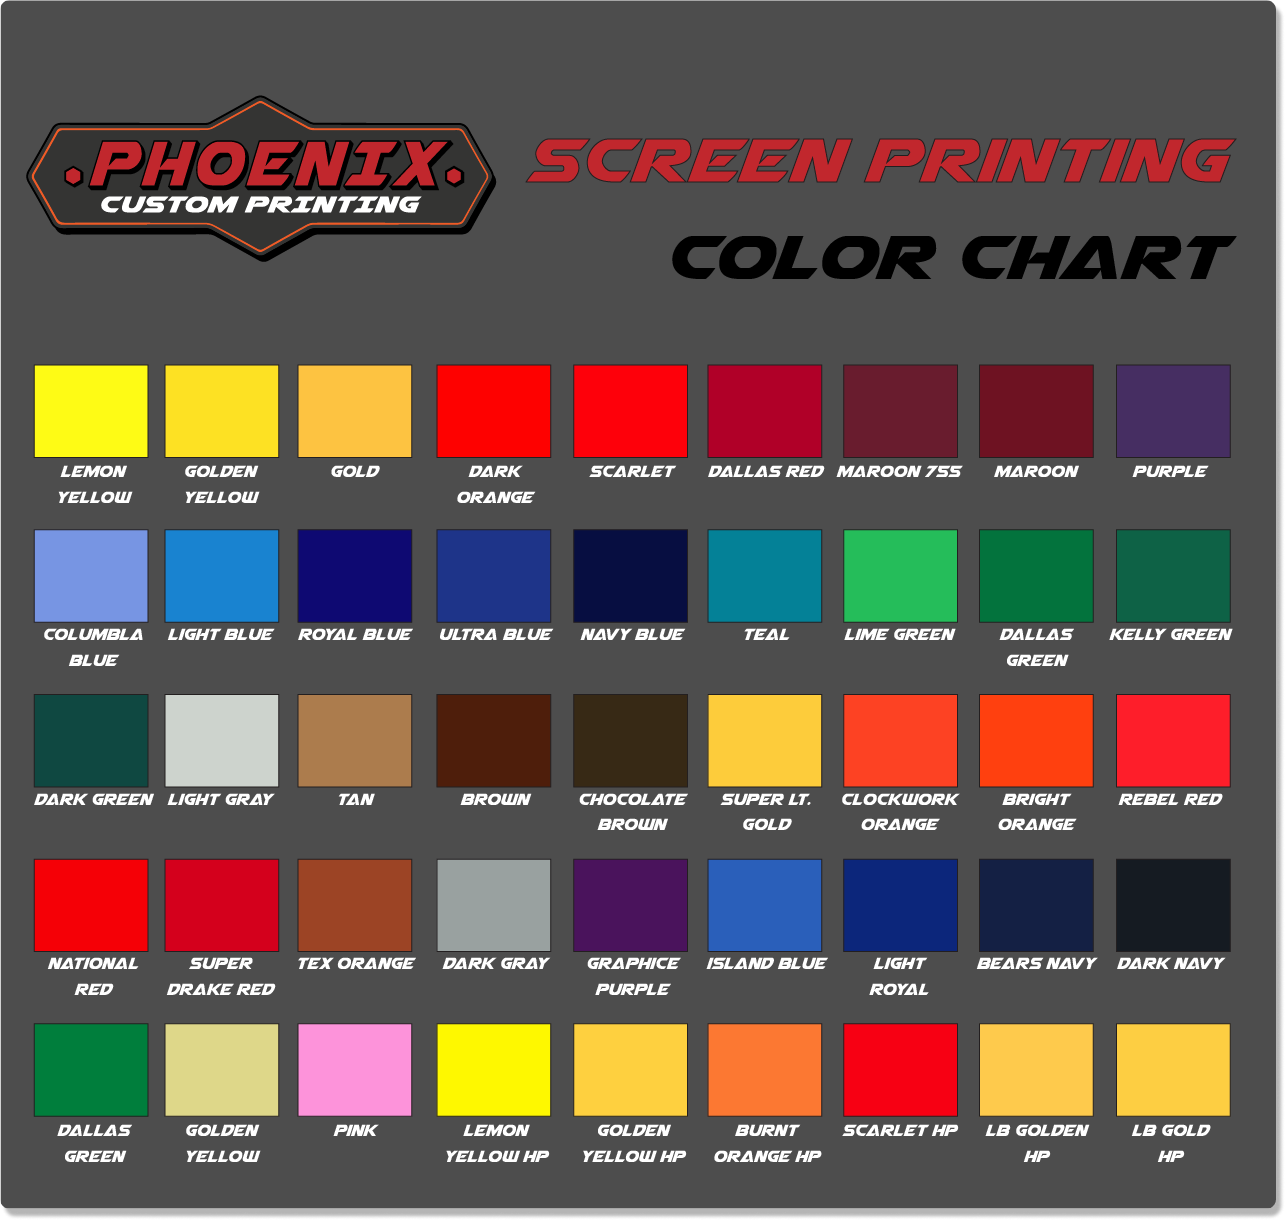 PHOENIX
CUSTOM PRINTING
SCREEN PRINTING
COLOR CHART
LEMON
YELLOW
GOLDEN
YELLOW
GOLD
DARK
ORANGE
SCARLET
DALLAS RED
MAROON 755
MAROON
PURPLE
COLUMBLA
BLUE
LIGHT BLUE
ROYAL BLUE
ULTRA BLUE
NAVY BLUE
TEAL
LIME GREEN
DALLAS
GREEN
KELLY GREEN
DARK GREEN
LIGHT GRAY
TAN
BROWN
CHOCOLATE
BROWN
SUPER LT.
GOLD
CLOCKWORK
ORANGE
BRIGHT
ORANGE
REBEL RED
NATIONAL
RED
SUPER
DRAKE RED
TEX ORANGE
DARK GRAY
GRAPHICE
PURPLE
ISLAND BLUE
LIGHT
ROYAL
BEARS NAVY
DARK NAVY
DALLAS
GREEN
GOLDEN
YELLOW
PINK
LEMON
YELLOW HP
GOLDEN
YELLOW HP
BURNT
ORANGE HP
SCARLET HP
LB GOLDEN
HP
LB GOLD
HP